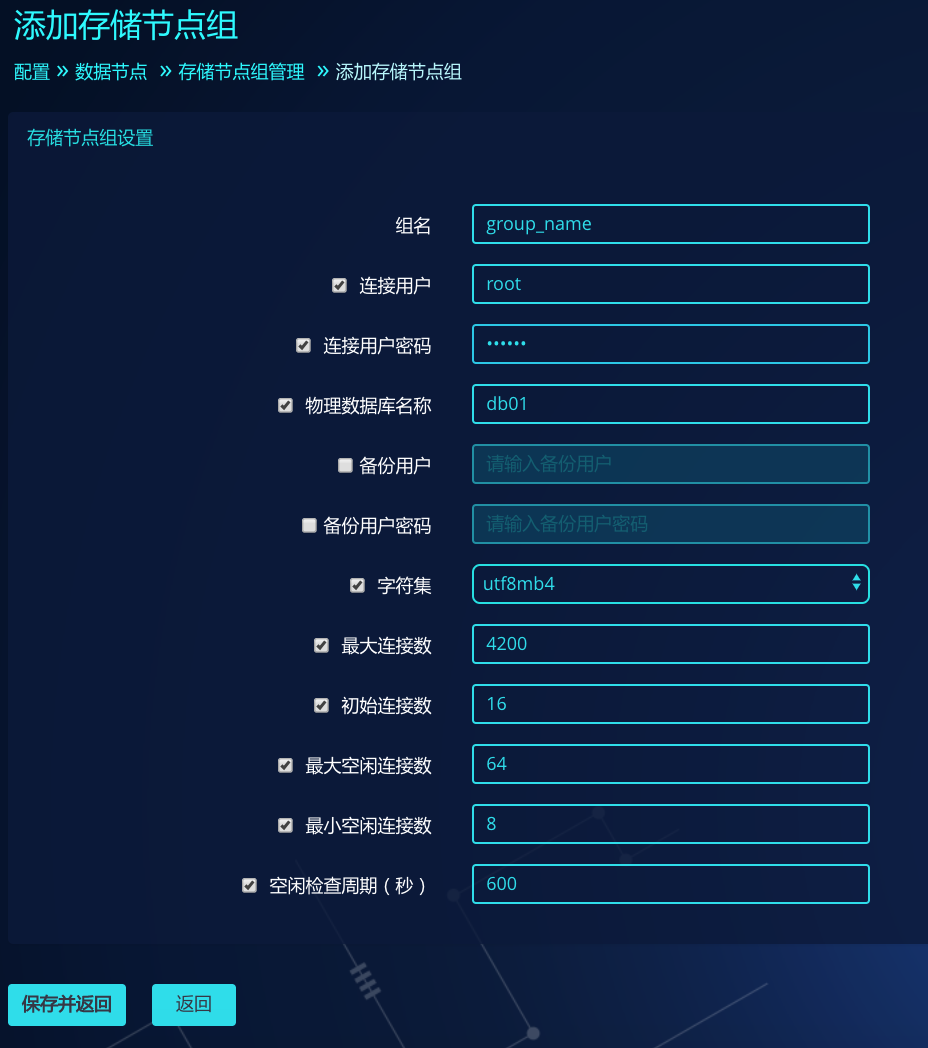 添加存储节点组
配置 » 数据节点 » 存储节点组管理 » 添加存储节点组
存储节点组设置
组名 group_name
连接用户 root
连接用户密码 ••••••
物理数据库名称 db01
备份用户 请输入备份用户
备份用户密码 请输入备份用户密码
字符集 utf8mb4
最大连接数 4200
初始连接数 16
最大空闲连接数 64
最小空闲连接数 8
空闲检查周期（秒） 600
保存并返回 返回